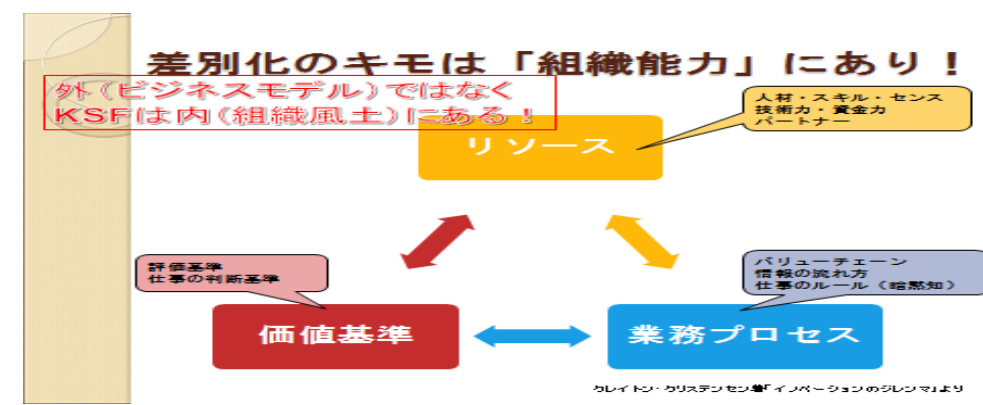 差別化のキモは「組織能力」にあり！
外(ビジネスモデル)ではなく
KSFは内(組織風土)にある！
人材・スキル・センス
技術力・資金力
パートナー
リソース
評価基準
仕事の判断基準
バリューチェーン
情報の流れ方
仕事のルール（暗黙知）
価値基準
業務プロセス
クレイトン・クリステンセン著「イノベーションのジレンマ」より